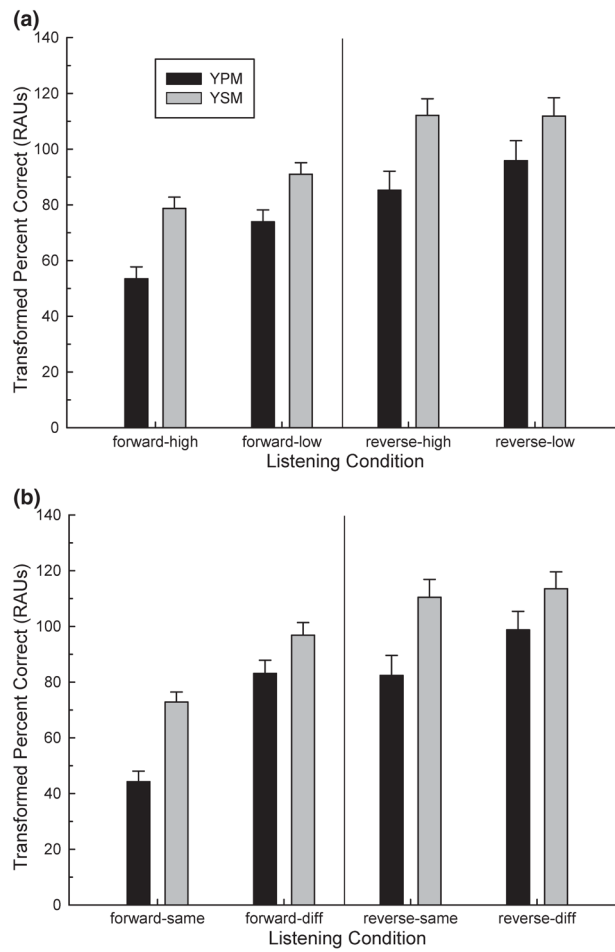 (a)
140
120
100
80
60
40
20
0
Transformed Percent Correct (RAUs)
YPM
YSM
forward-high forward-low reverse-high reverse-low
Listening Condition
(b)
140
120
100
80
60
40
20
0
Transformed Percent Correct (RAUs)
forward-same forward-diff reverse-same reverse-diff
Listening Condition